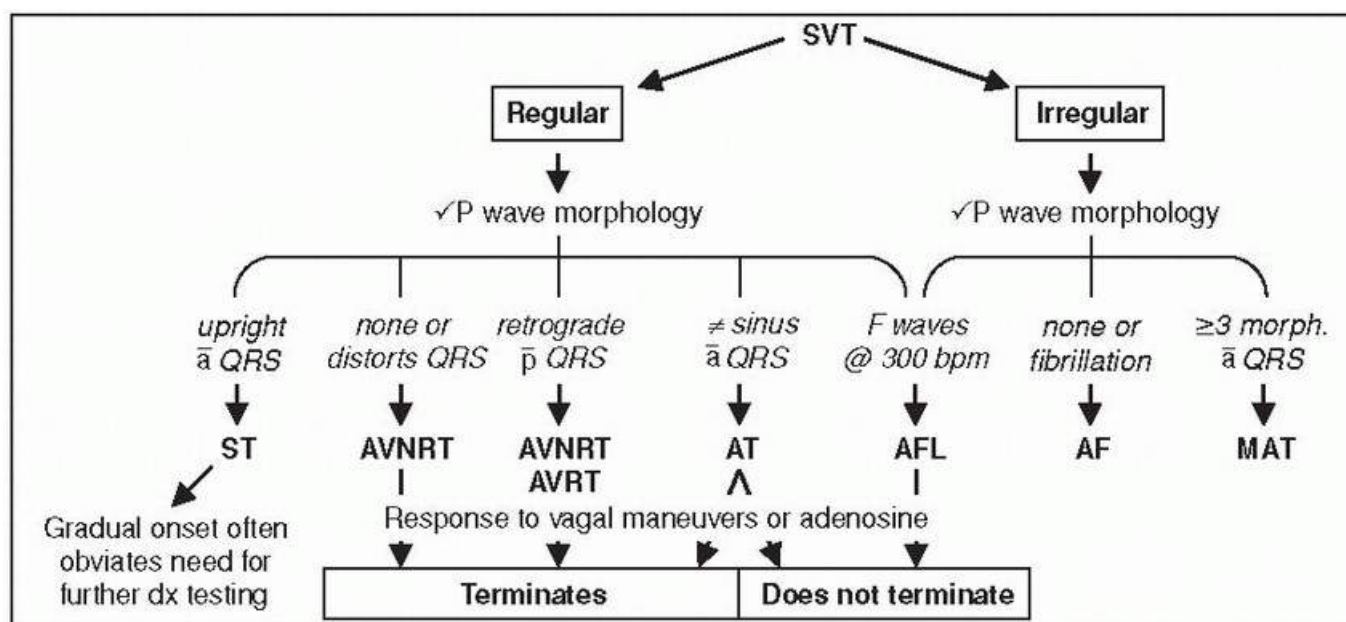 SVT
Regular
Irregular
✓P wave morphology
✓P wave morphology
upright
a̅ QRS
none or
distorts QRS
retrograde
p̅ QRS
≠ sinus
a̅ QRS
F waves
@ 300 bpm
none or
fibrillation
≥3 morph.
a̅ QRS
ST
AVNRT
AVNRT
AVRT
AT
AFL
AF
MAT
Gradual onset often
obviates need for
further dx testing
Response to vagal maneuvers or adenosine
Terminates
Does not terminate